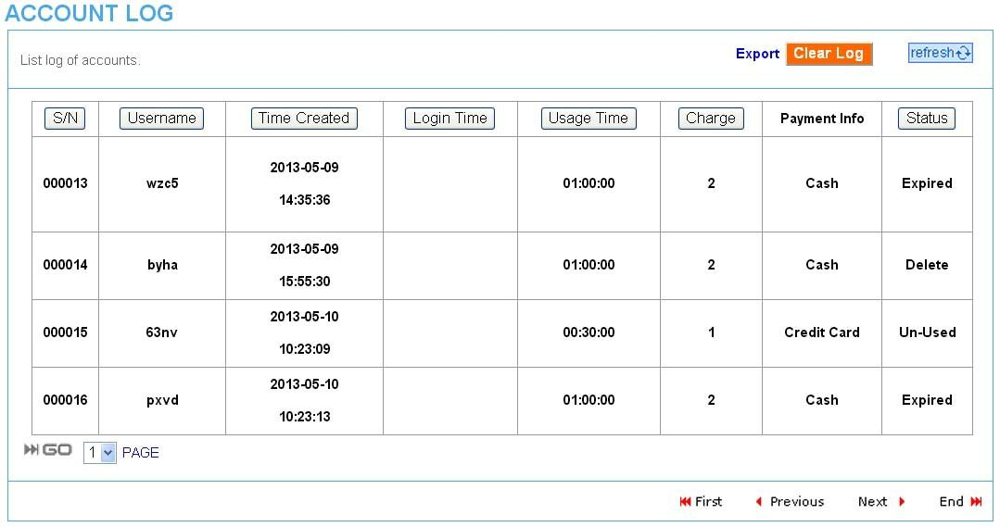 ACCOUNT LOG
List log of accounts.
Export Clear Log refresh
S/N Username Time Created Login Time Usage Time Charge Payment Info Status
000013 wzc5 2013-05-09 14:35:36 01:00:00 2 Cash Expired
000014 byha 2013-05-09 15:55:30 01:00:00 2 Cash Delete
000015 63nv 2013-05-10 10:23:09 00:30:00 1 Credit Card Un-Used
000016 pxvd 2013-05-10 10:23:13 01:00:00 2 Cash Expired
GO 1 PAGE
First Previous Next End